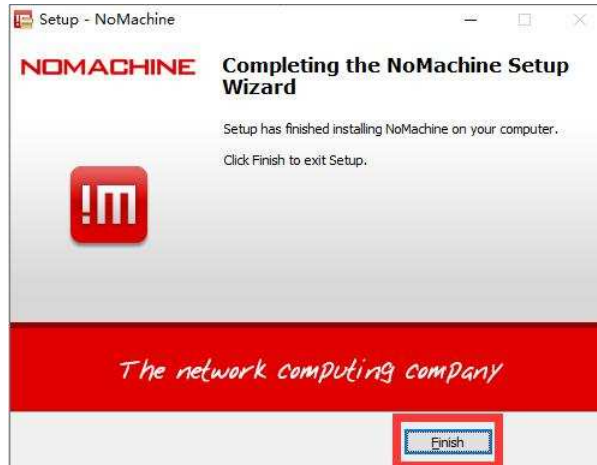 Setup - NoMachine
NOMACHINE
Completing the NoMachine Setup
Wizard
Setup has finished installing NoMachine on your computer.
Click Finish to exit Setup.
!M
The network computing company
Finish